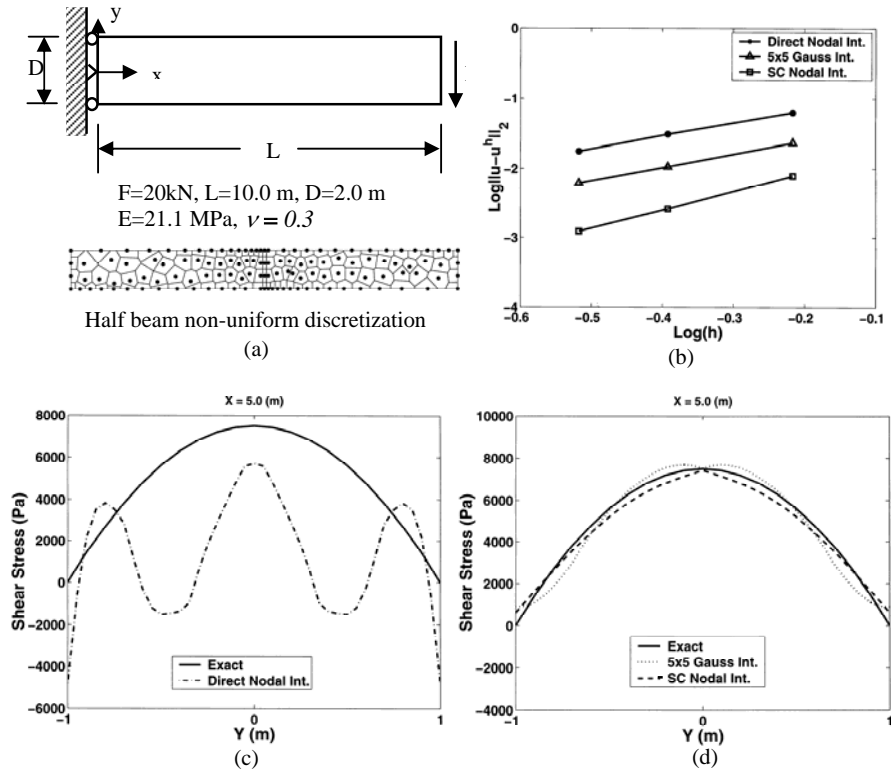 y
D
x
L
F=20kN, L=10.0 m, D=2.0 m
E=21.1 MPa, ν = 0.3
Half beam non-uniform discretization
(a)
0
−1
−2
−3
−4
Log||u−u^h||_2
Direct Nodal Int.
5x5 Gauss Int.
SC Nodal Int.
−0.6 −0.5 −0.4 −0.3 −0.2 −0.1
Log(h)
(b)
X = 5.0 (m)
8000
6000
4000
2000
0
−2000
−4000
−6000
Shear Stress (Pa)
Exact
Direct Nodal Int.
−1 0 1
Y (m)
(c)
X = 5.0 (m)
10000
8000
6000
4000
2000
0
−2000
−4000
Shear Stress (Pa)
Exact
5x5 Gauss Int.
SC Nodal Int.
−1 0 1
Y (m)
(d)